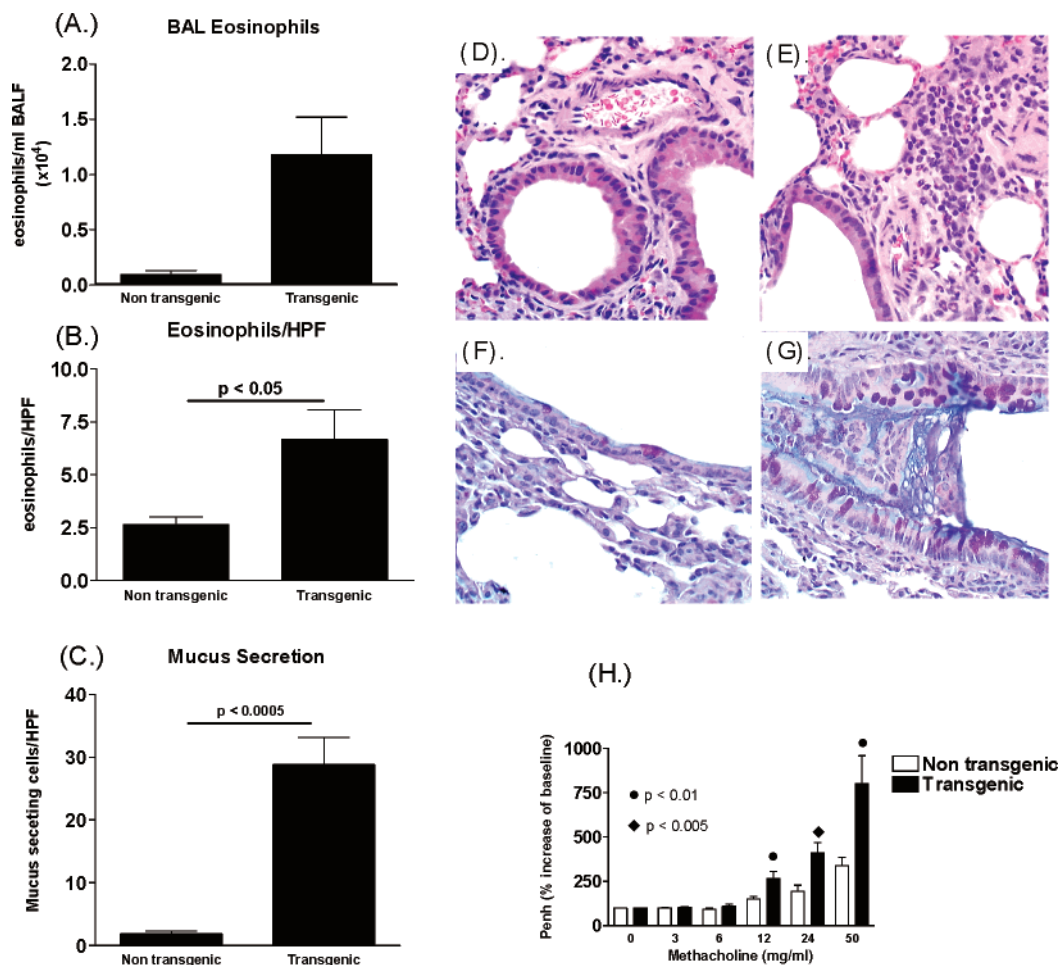 (A.)
BAL Eosinophils
eosinophils/ml BALF
(x10⁴)
2.0
1.5
1.0
0.5
0.0
Non transgenic
Transgenic
(B.)
Eosinophils/HPF
eosinophils/HPF
10.0
7.5
5.0
2.5
0.0
p < 0.05
Non transgenic
Transgenic
(C.)
Mucus Secretion
Mucus seceting cells/HPF
40
30
20
10
0
p < 0.0005
Non transgenic
Transgenic
(D).
(E).
(F).
(G).
(H.)
Penh (% increase of baseline)
1000
750
500
250
0
● p < 0.01
◆ p < 0.005
Non transgenic
Transgenic
0 3 6 12 24 50
Methacholine (mg/ml)